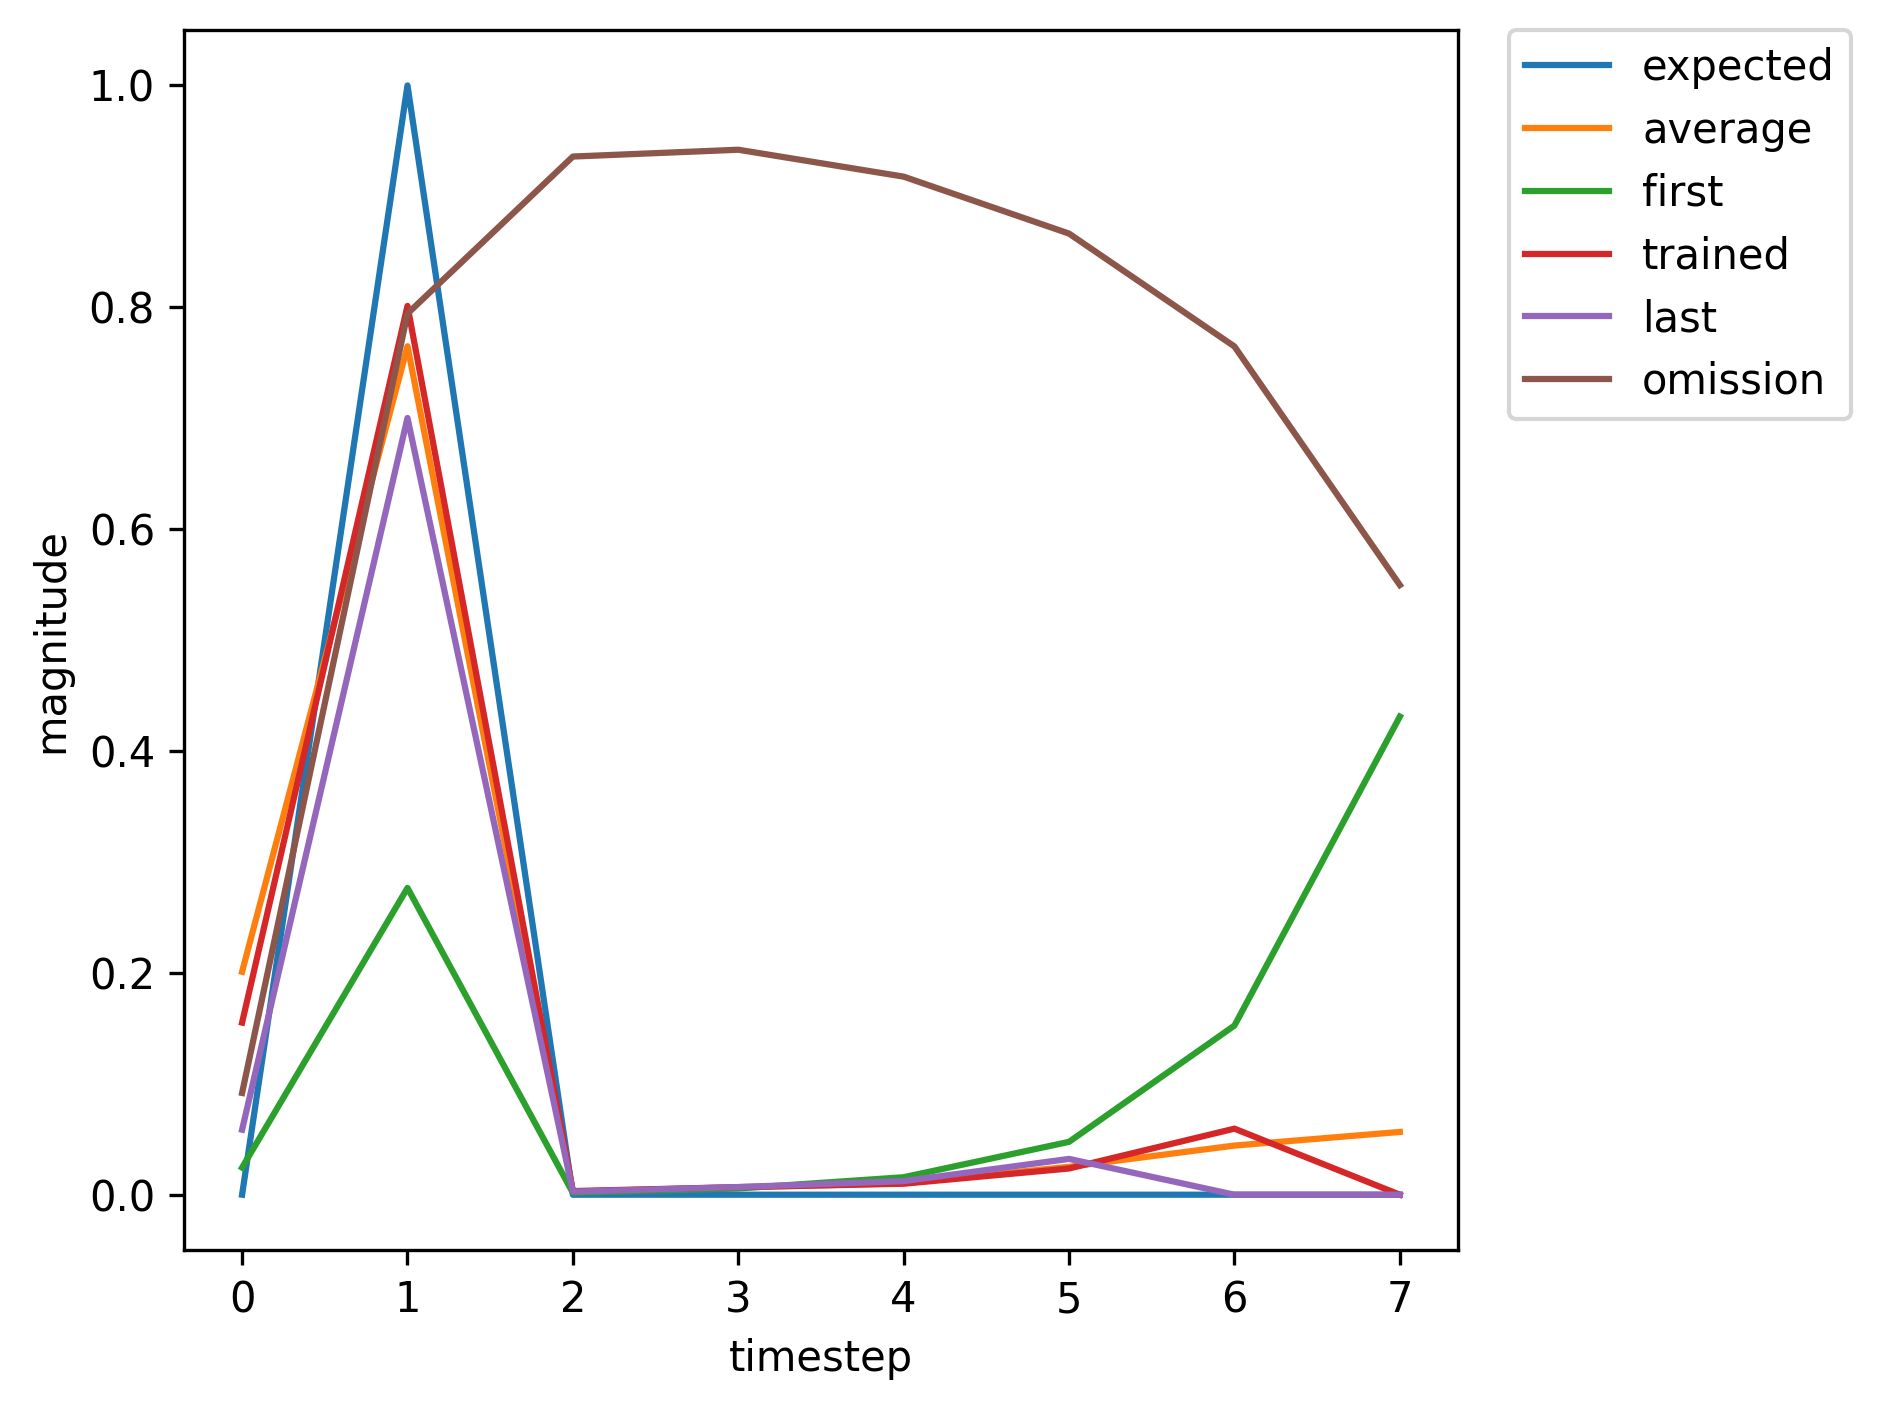 1.0
0.8
0.6
0.4
0.2
0.0
magnitude
0 1 2 3 4 5 6 7
timestep
expected
average
first
trained
last
omission